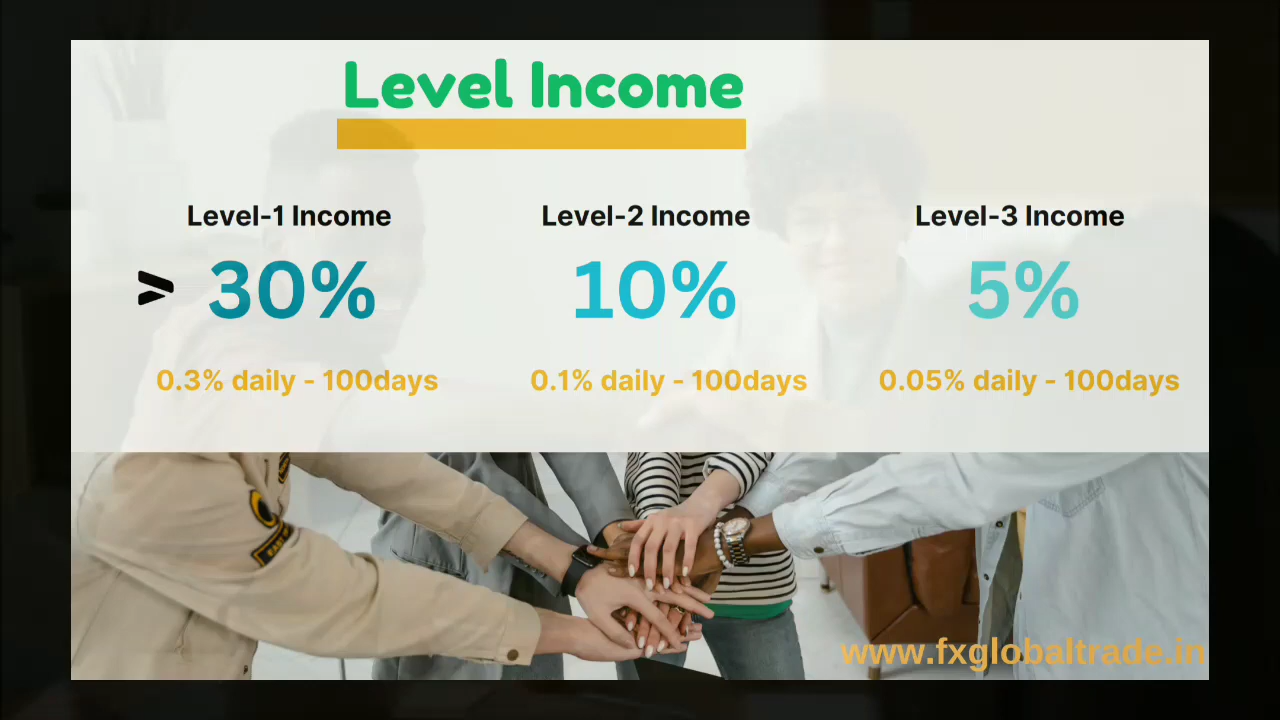 Level Income
Level-1 Income
Level-2 Income
Level-3 Income
30%
10%
5%
0.3% daily - 100days
0.1% daily - 100days
0.05% daily - 100days
www.fxglobaltrade.in